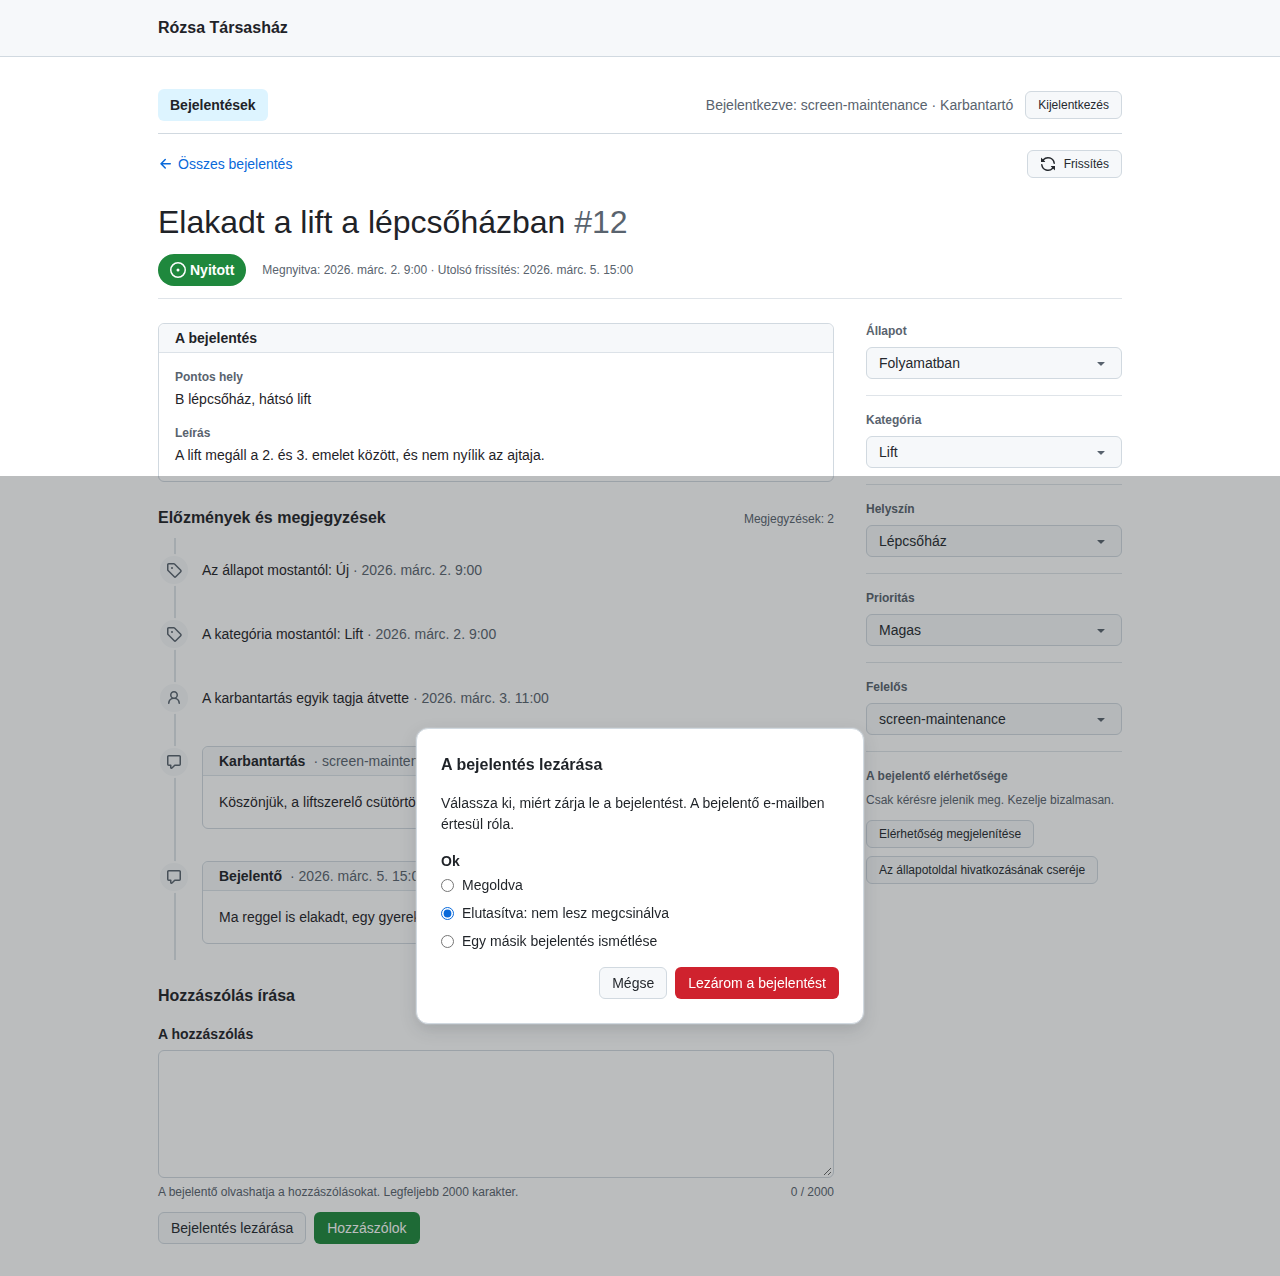 Rózsa Társasház
Bejelentések
Bejelentkezve: screen-maintenance · Karbantartó
Kijelentkezés
Összes bejelentés
Frissítés
Elakadt a lift a lépcsőházban #12
Nyitott
Megnyitva: 2026. márc. 2. 9:00 · Utolsó frissítés: 2026. márc. 5. 15:00
A bejelentés
Pontos hely
B lépcsőház, hátsó lift
Leírás
A lift megáll a 2. és 3. emelet között, és nem nyílik az ajtaja.
Állapot
Folyamatban
Kategória
Lift
Helyszín
Lépcsőház
Prioritás
Magas
Felelős
screen-maintenance
A bejelentő elérhetősége
Csak kérésre jelenik meg. Kezelje bizalmasan.
Elérhetőség megjelenítése
Az állapotoldal hivatkozásának cseréje
Előzmények és megjegyzések
Megjegyzések: 2
Az állapot mostantól: Új · 2026. márc. 2. 9:00
A kategória mostantól: Lift · 2026. márc. 2. 9:00
A karbantartás egyik tagja átvette · 2026. márc. 3. 11:00
Karbantartás ·
Köszönjük, a liftszerelő
Bejelentő · 2026. márc. 5.
Ma reggel is elakadt, egy
A bejelentés lezárása
Válassza ki, miért zárja le a bejelentést. A bejelentő e-mailben
értesül róla.
Ok
Megoldva
Elutasítva: nem lesz megcsinálva
Egy másik bejelentés ismétlése
Mégse
Lezárom a bejelentést
Hozzászólás írása
A hozzászólás
A bejelentő olvashatja a hozzászólásokat. Legfeljebb 2000 karakter.
0 / 2000
Bejelentés lezárása
Hozzászólok